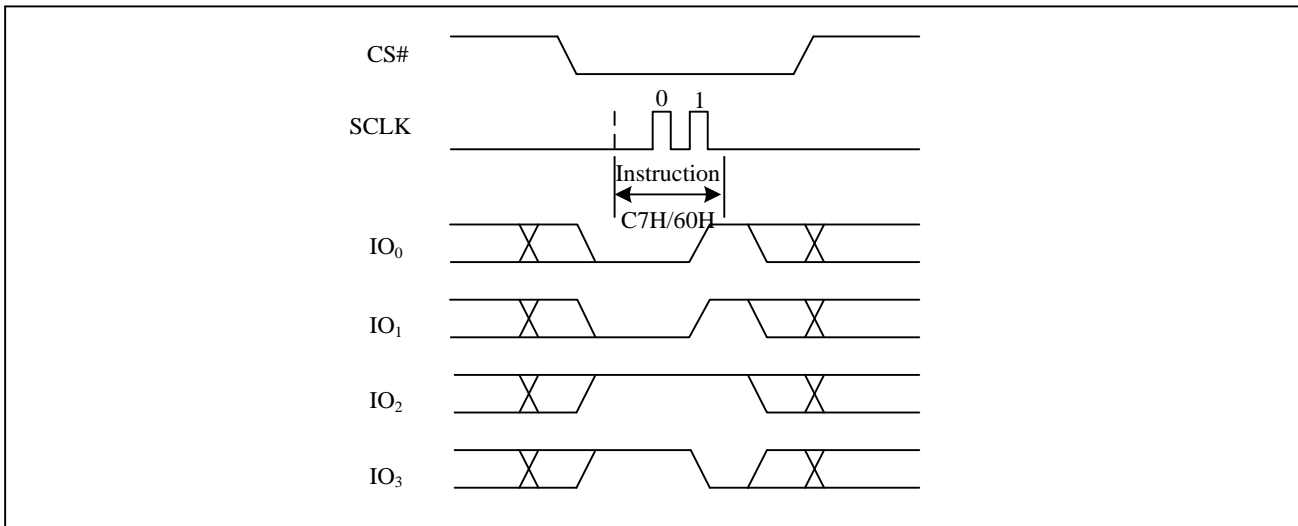 CS#
0 1
SCLK
Instruction
C7H/60H
IO₀
IO₁
IO₂
IO₃